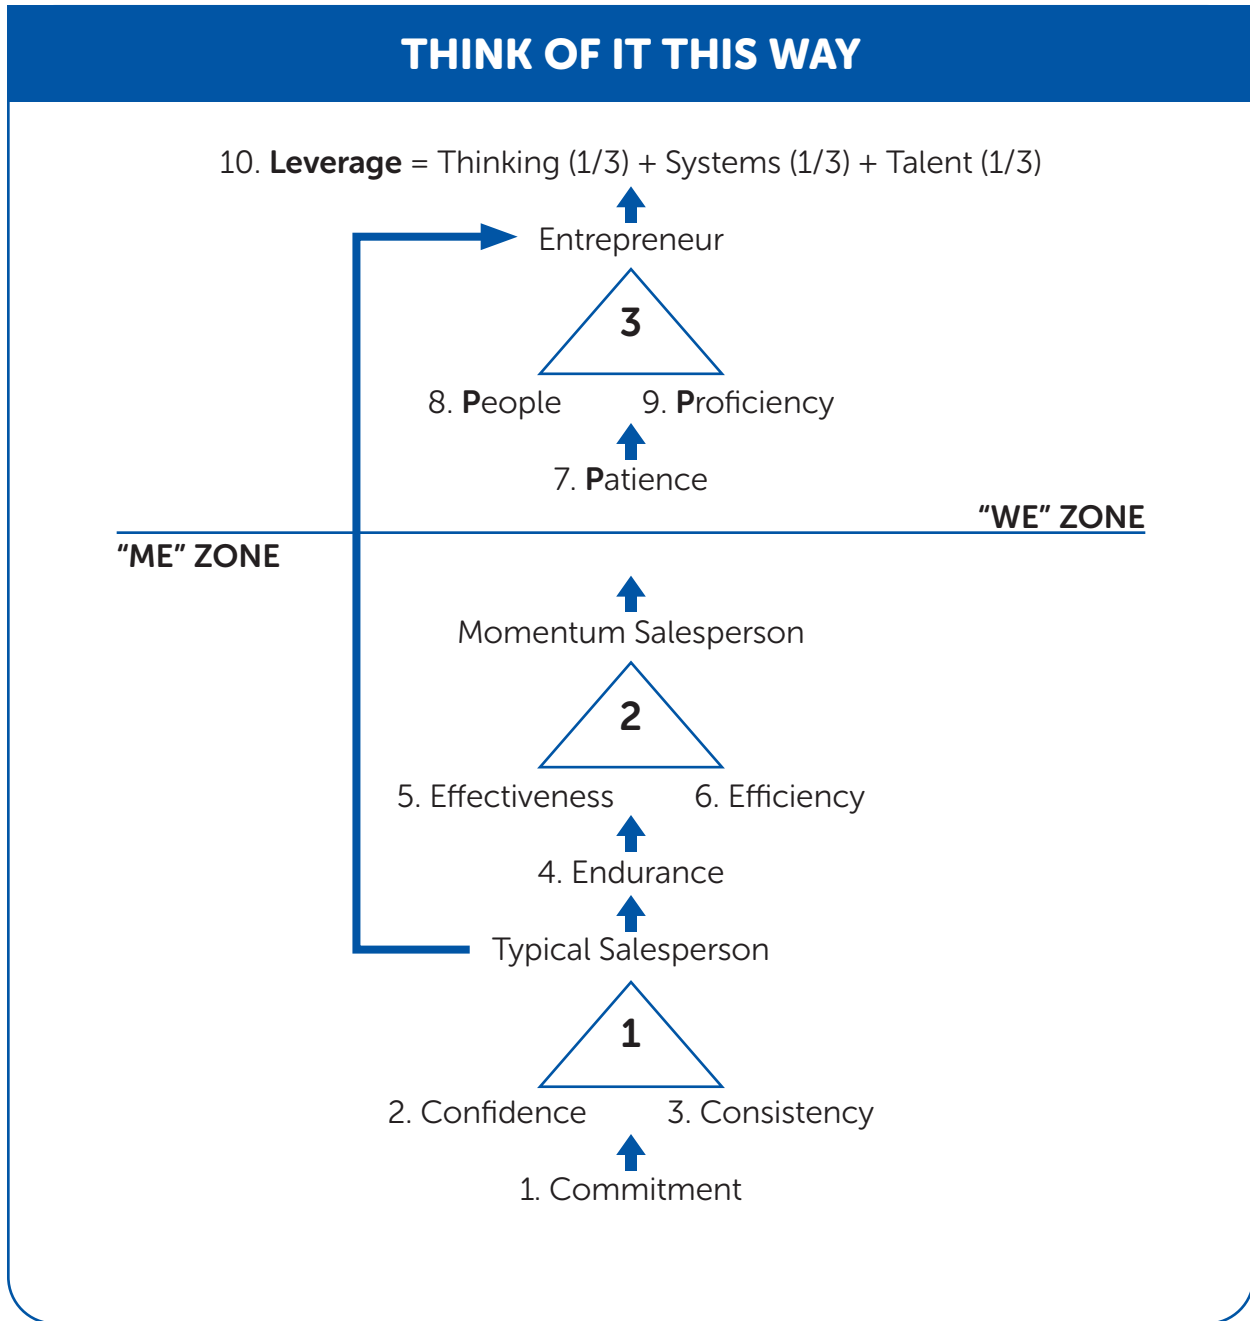 THINK OF IT THIS WAY
10. Leverage = Thinking (1/3) + Systems (1/3) + Talent (1/3)
Entrepreneur
3
8. People 9. Proficiency
7. Patience
“WE” ZONE
“ME” ZONE
Momentum Salesperson
2
5. Effectiveness 6. Efficiency
4. Endurance
Typical Salesperson
1
2. Confidence 3. Consistency
1. Commitment